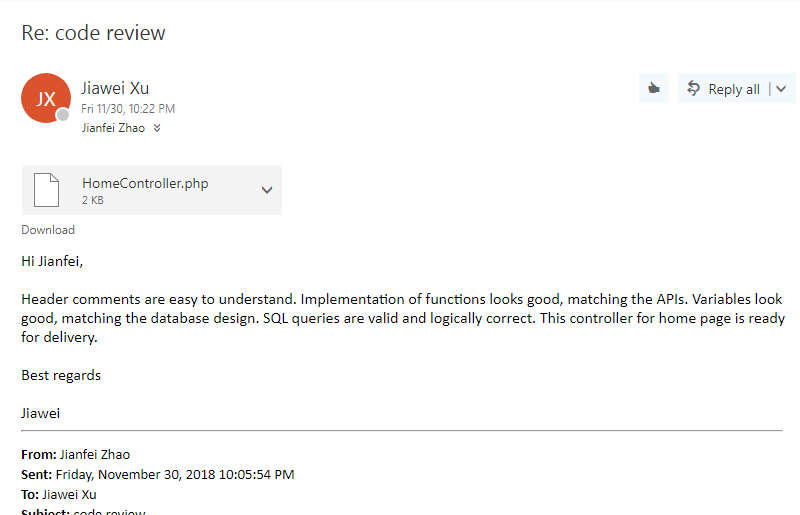 Re: code review
JX
Jiawei Xu
Fri 11/30, 10:22 PM
Jianfei Zhao
Reply all
HomeController.php
2 KB
Download
Hi Jianfei,
Header comments are easy to understand. Implementation of functions looks good, matching the APIs. Variables look
good, matching the database design. SQL queries are valid and logically correct. This controller for home page is ready
for delivery.
Best regards
Jiawei
From: Jianfei Zhao
Sent: Friday, November 30, 2018 10:05:54 PM
To: Jiawei Xu
Subject: code review